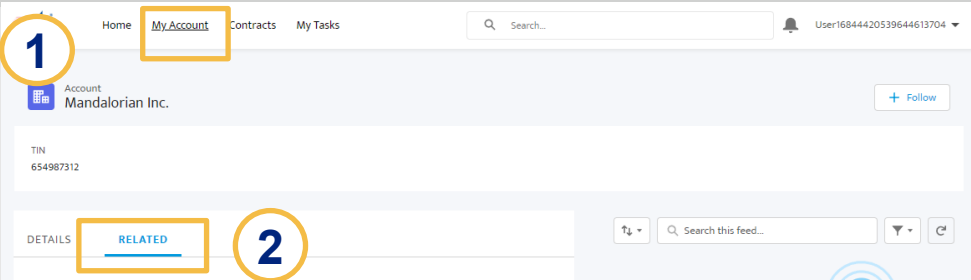 1
Home My Account Contracts My Tasks Search... User16844420539644613704
Account
Mandalorian Inc.
+ Follow
TIN
654987312
DETAILS RELATED 2 Search this feed...